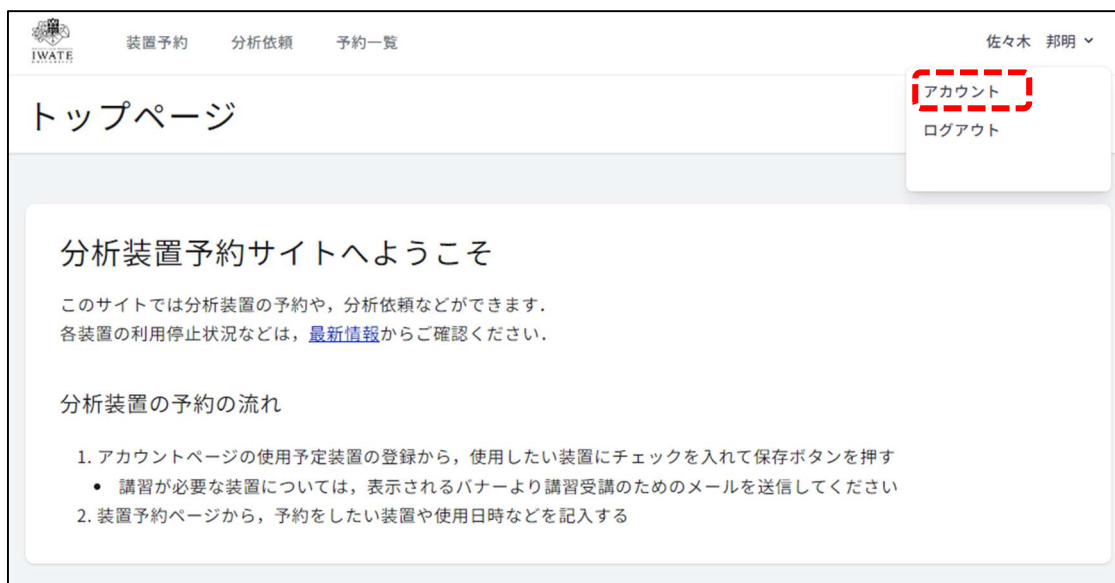 IWATE
UNIVERSITY
装置予約 分析依頼 予約一覧 佐々木 邦明
アカウント
ログアウト
トップページ
分析装置予約サイトへようこそ
このサイトでは分析装置の予約や，分析依頼などができます．
各装置の利用停止状況などは，最新情報からご確認ください．
分析装置の予約の流れ
1. アカウントページの使用予定装置の登録から，使用したい装置にチェックを入れて保存ボタンを押す
• 講習が必要な装置については，表示されるバナーより講習受講のためのメールを送信してください
2. 装置予約ページから，予約をしたい装置や使用日時などを記入する